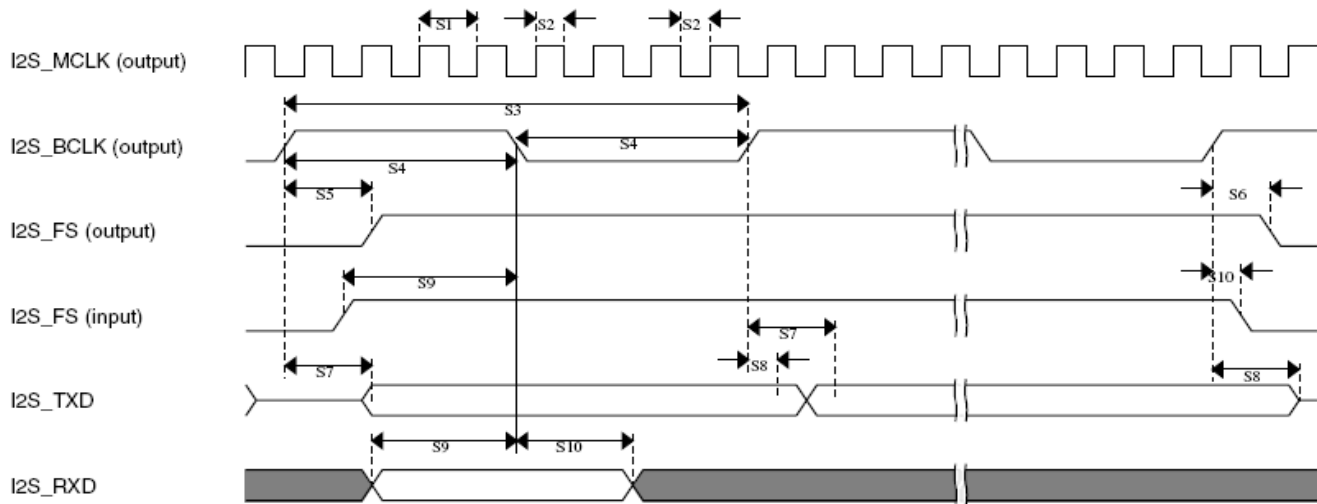 S1 S2 S2
I2S_MCLK (output)
S3
I2S_BCLK (output) S4
S4
S5 S6
I2S_FS (output)
S9 S10
I2S_FS (input)
S7
S8
S7 S8
I2S_TXD
S9 S10
I2S_RXD